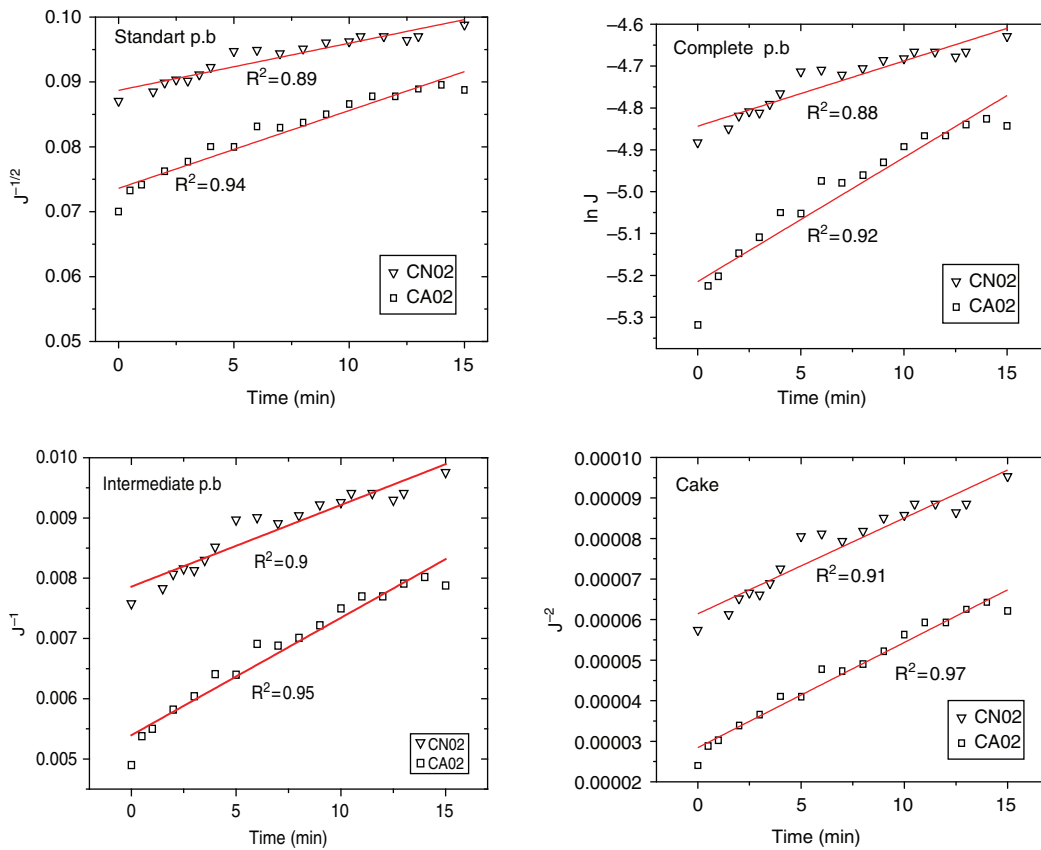 Standart p.b
0.10
0.09
0.08
0.07
0.06
0.05
J⁻¹/²
R²=0.89
R²=0.94
CN02
CA02
0
5
10
15
Time (min)
Complete p.b
−4.6
−4.7
−4.8
−4.9
−5.0
−5.1
−5.2
−5.3
ln J
R²=0.88
R²=0.92
CN02
CA02
0
5
10
15
Time (min)
Intermediate p.b
0.010
0.009
0.008
0.007
0.006
0.005
J⁻¹
R²=0.9
R²=0.95
CN02
CA02
0
5
10
15
Time (min)
Cake
0.00010
0.00009
0.00008
0.00007
0.00006
0.00005
0.00004
0.00003
0.00002
J⁻²
R²=0.91
R²=0.97
CN02
CA02
0
5
10
15
Time (min)